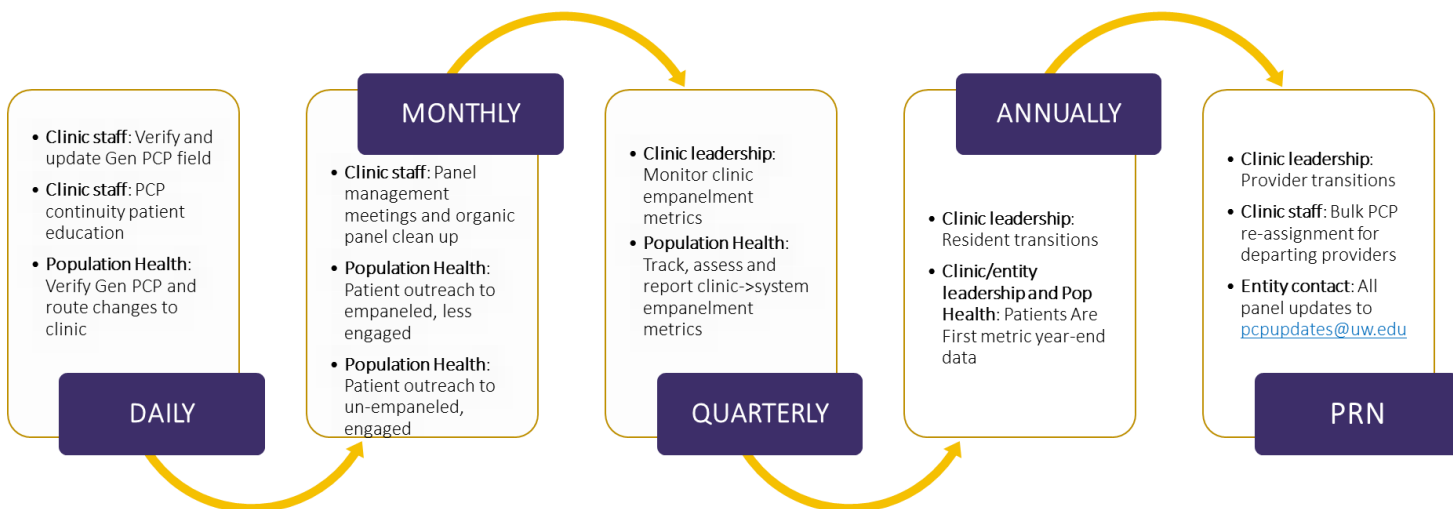 • Clinic staff: Verify and
update Gen PCP field
• Clinic staff: PCP
continuity patient
education
• Population Health:
Verify Gen PCP and
route changes to
clinic
DAILY
MONTHLY
• Clinic staff: Panel
management
meetings and organic
panel clean up
• Population Health:
Patient outreach to
empaneled, less
engaged
• Population Health:
Patient outreach to
un-empaneled,
engaged
• Clinic leadership:
Monitor clinic
empanelment
metrics
• Population Health:
Track, assess and
report clinic->system
empanelment
metrics
QUARTERLY
ANNUALLY
• Clinic leadership:
Resident transitions
• Clinic/entity
leadership and Pop
Health: Patients Are
First metric year-end
data
• Clinic leadership:
Provider transitions
• Clinic staff: Bulk PCP
re-assignment for
departing providers
• Entity contact: All
panel updates to
pcpupdates@uw.edu
PRN